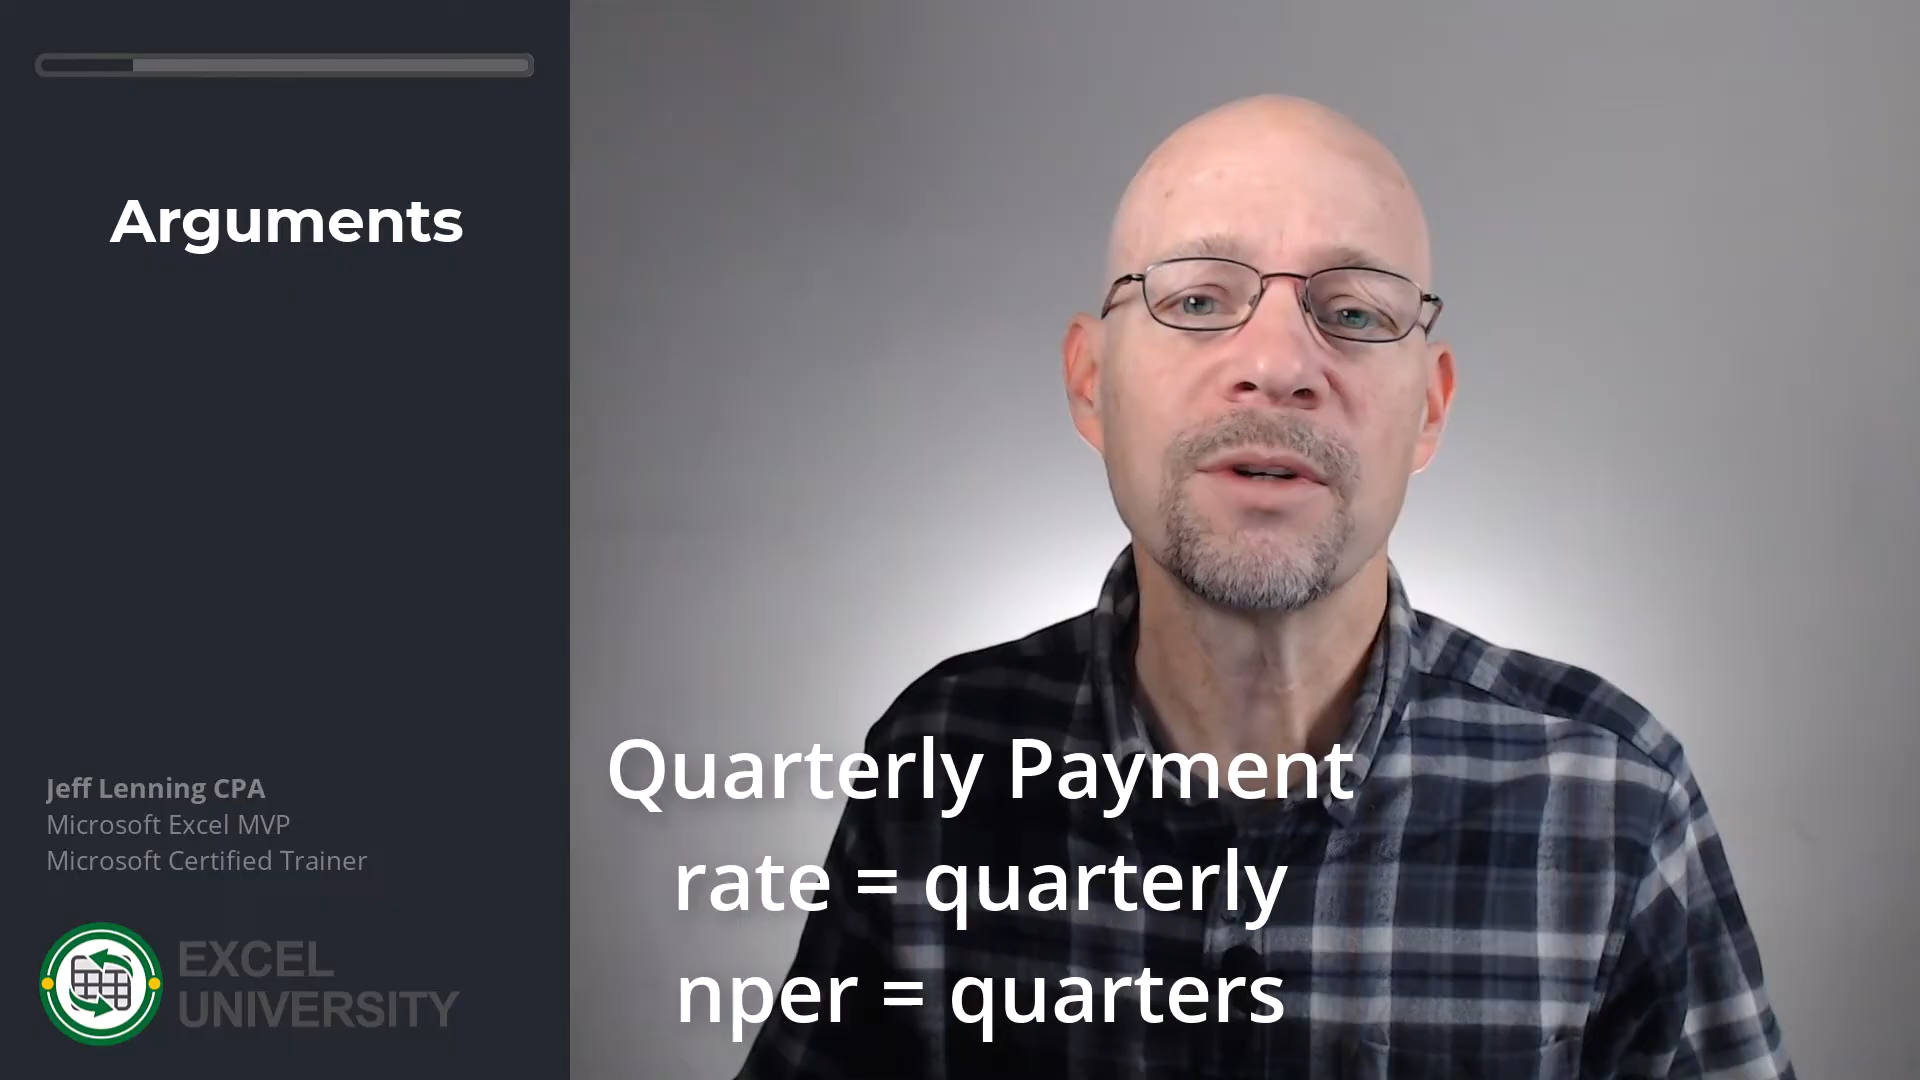 Arguments
Jeff Lenning CPA
Microsoft Excel MVP
Microsoft Certified Trainer
EXCEL
UNIVERSITY
Quarterly Payment
rate = quarterly
nper = quarters